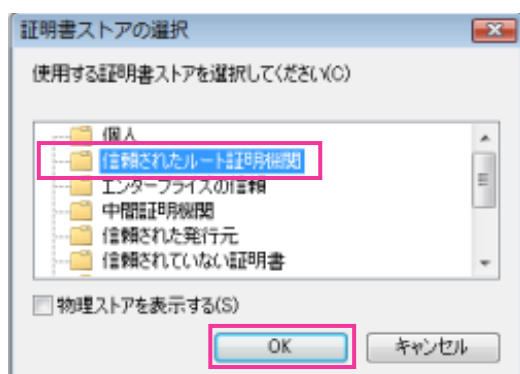 証明書ストアの選択
使用する証明書ストアを選択してください(C)
個人
信頼されたルート証明機関
エンタープライズの信頼
中間証明機関
信頼された発行元
信頼されていない証明書
物理ストアを表示する(S)
OK
キャンセル